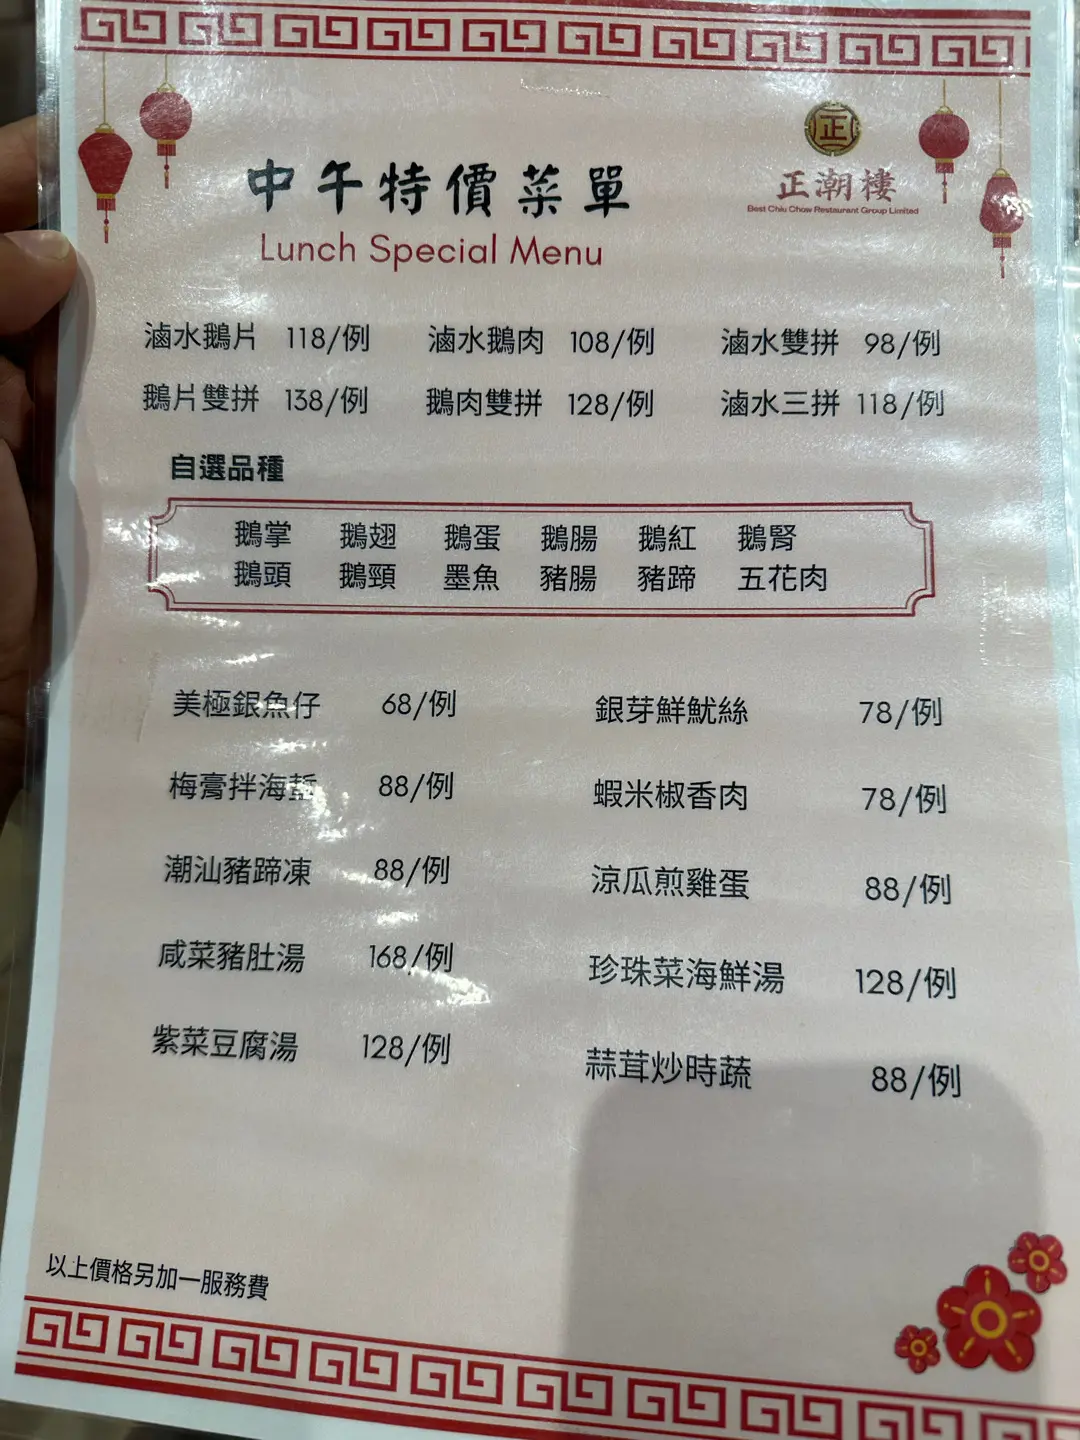 正
正潮樓
Best Chiu Chow Restaurant Group Limited
中午特價菜單
Lunch Special Menu
滷水鵝片 118/例 滷水鵝肉 108/例 滷水雙拼 98/例
鵝片雙拼 138/例 鵝肉雙拼 128/例 滷水三拼 118/例
自選品種
鵝掌 鵝翅 鵝蛋 鵝腸 鵝紅 鵝腎
鵝頭 鵝頸 墨魚 豬腸 豬蹄 五花肉
美極銀魚仔 68/例 銀芽鮮魷絲 78/例
梅膏拌海蜇 88/例 蝦米椒香肉 78/例
潮汕豬蹄凍 88/例 涼瓜煎雞蛋 88/例
咸菜豬肚湯 168/例 珍珠菜海鮮湯 128/例
紫菜豆腐湯 128/例 蒜茸炒時蔬 88/例
以上價格另加一服務費